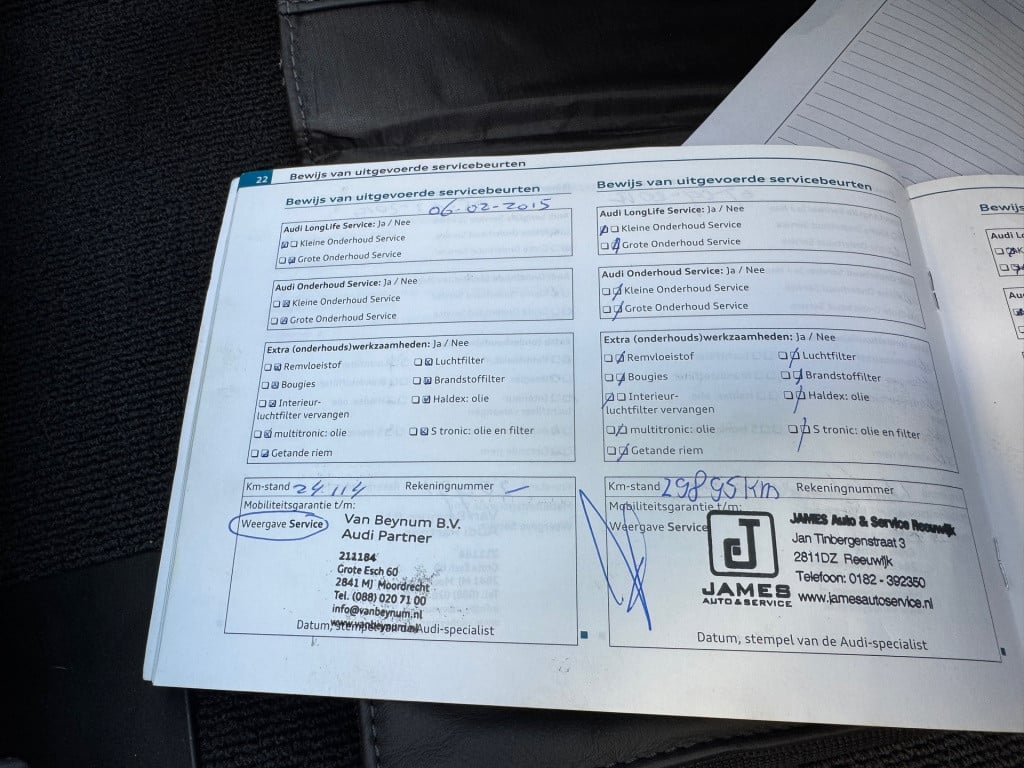 22 Bewijs van uitgevoerde servicebeurten
Bewijs van uitgevoerde servicebeurten
06-02-2015
Audi LongLife Service: Ja / Nee
Kleine Onderhoud Service
Grote Onderhoud Service
Audi Onderhoud Service: Ja / Nee
Kleine Onderhoud Service
Grote Onderhoud Service
Extra (onderhouds)werkzaamheden: Ja / Nee
Remvloeistof Luchtfilter
Bougies Brandstoffilter
Interieur- Haldex: olie
luchtfilter vervangen
multitronic: olie S tronic: olie en filter
Getande riem
Km-stand 24114 Rekeningnummer
Mobiliteitsgarantie t/m:
Weergave Service
Van Beynum B.V.
Audi Partner
211184
Grote Esch 60
2841 MJ Moordrecht
Tel. (088) 020 71 00
info@vanbeynum.nl
www.vanbeynum.nl
Datum, stempel van de Audi-specialist
Bewijs van uitgevoerde servicebeurten
Audi LongLife Service: Ja / Nee
Kleine Onderhoud Service
Grote Onderhoud Service
Audi Onderhoud Service: Ja / Nee
Kleine Onderhoud Service
Grote Onderhoud Service
Extra (onderhouds)werkzaamheden: Ja / Nee
Remvloeistof Luchtfilter
Bougies Brandstoffilter
Interieur- Haldex: olie
luchtfilter vervangen
multitronic: olie S tronic: olie en filter
Getande riem
Km-stand 29895km Rekeningnummer
Mobiliteitsgarantie t/m:
Weergave Service
J
JAMES
AUTO & SERVICE
JAMES Auto & Service Reeuwijk
Jan Tinbergenstraat 3
2811DZ Reeuwijk
Telefoon: 0182 - 392350
www.jamesautoservice.nl
Datum, stempel van de Audi-specialist
Bewijs